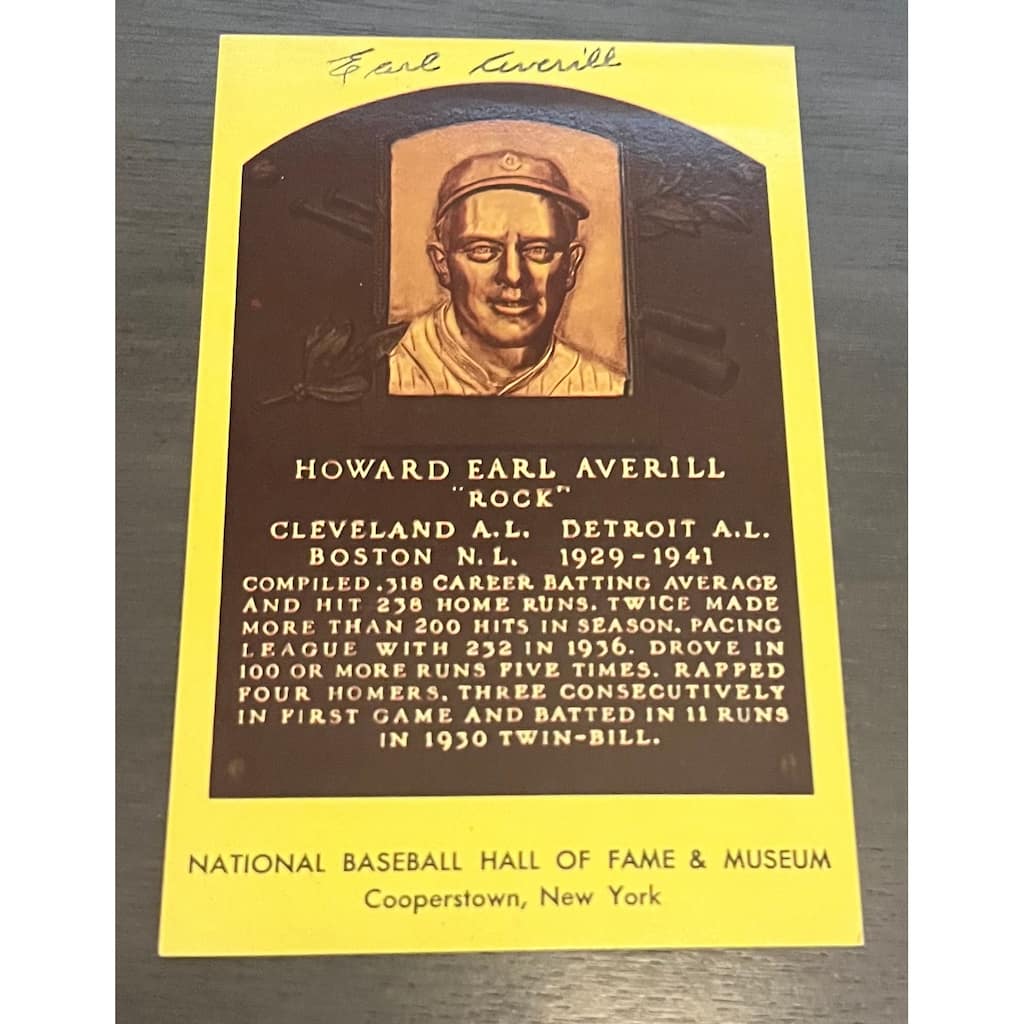 Earl Averill
HOWARD EARL AVERILL
"ROCK"
CLEVELAND A.L. DETROIT A.L.
BOSTON N.L. 1929-1941
COMPILED .318 CAREER BATTING AVERAGE
AND HIT 238 HOME RUNS. TWICE MADE
MORE THAN 200 HITS IN SEASON, PACING
LEAGUE WITH 232 IN 1936. DROVE IN
100 OR MORE RUNS FIVE TIMES. RAPPED
FOUR HOMERS, THREE CONSECUTIVELY
IN FIRST GAME AND BATTED IN 11 RUNS
IN 1930 TWIN-BILL.
NATIONAL BASEBALL HALL OF FAME & MUSEUM
Cooperstown, New York